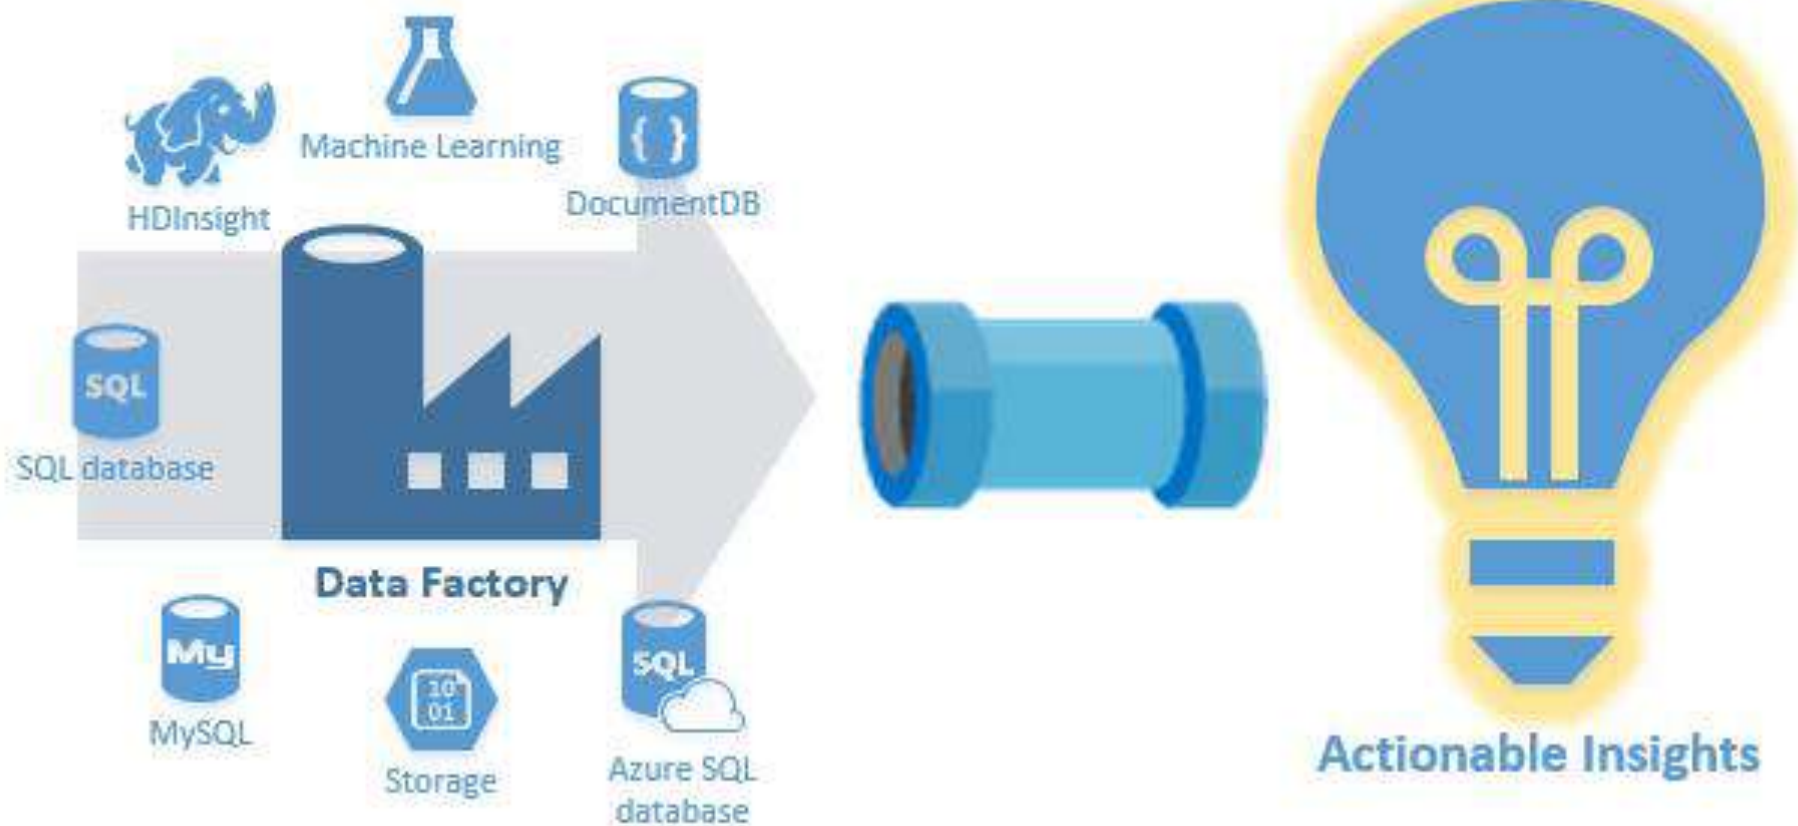 Machine Learning
HDInsight
{ }
DocumentDB
SQL
SQL database
Data Factory
My
MySQL
10
01
Storage
SQL
Azure SQL
database
Actionable Insights